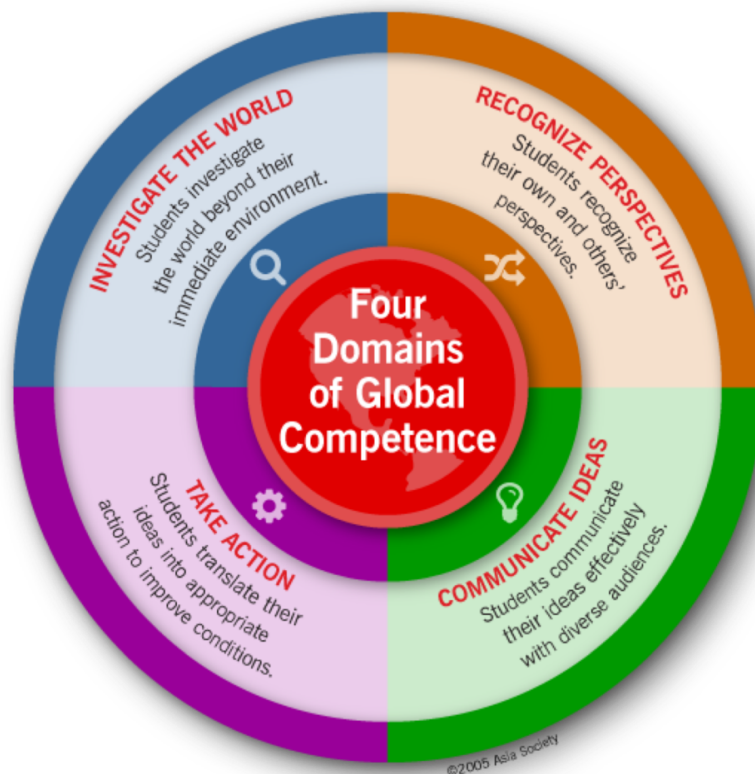 Four
Domains
of Global
Competence
INVESTIGATE THE WORLD
Students investigate
the world beyond their
immediate environment.
RECOGNIZE PERSPECTIVES
Students recognize
their own and others'
perspectives.
COMMUNICATE IDEAS
Students communicate
their ideas effectively
with diverse audiences.
TAKE ACTION
Students translate their
ideas into appropriate
action to improve conditions.
©2005 Asia Society